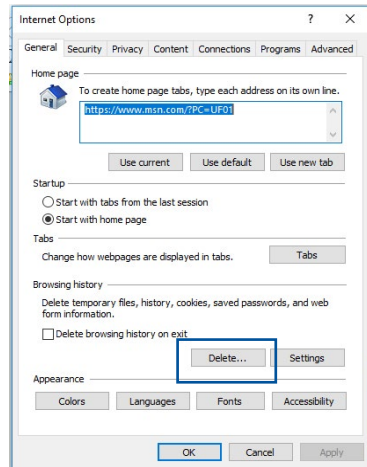 Internet Options ? X
General Security Privacy Content Connections Programs Advanced
Home page
To create home page tabs, type each address on its own line.
https://www.msn.com/?PC=UF01
Use current Use default Use new tab
Startup
Start with tabs from the last session
Start with home page
Tabs
Change how webpages are displayed in tabs. Tabs
Browsing history
Delete temporary files, history, cookies, saved passwords, and web
form information.
Delete browsing history on exit
Delete... Settings
Appearance
Colors Languages Fonts Accessibility
OK Cancel Apply